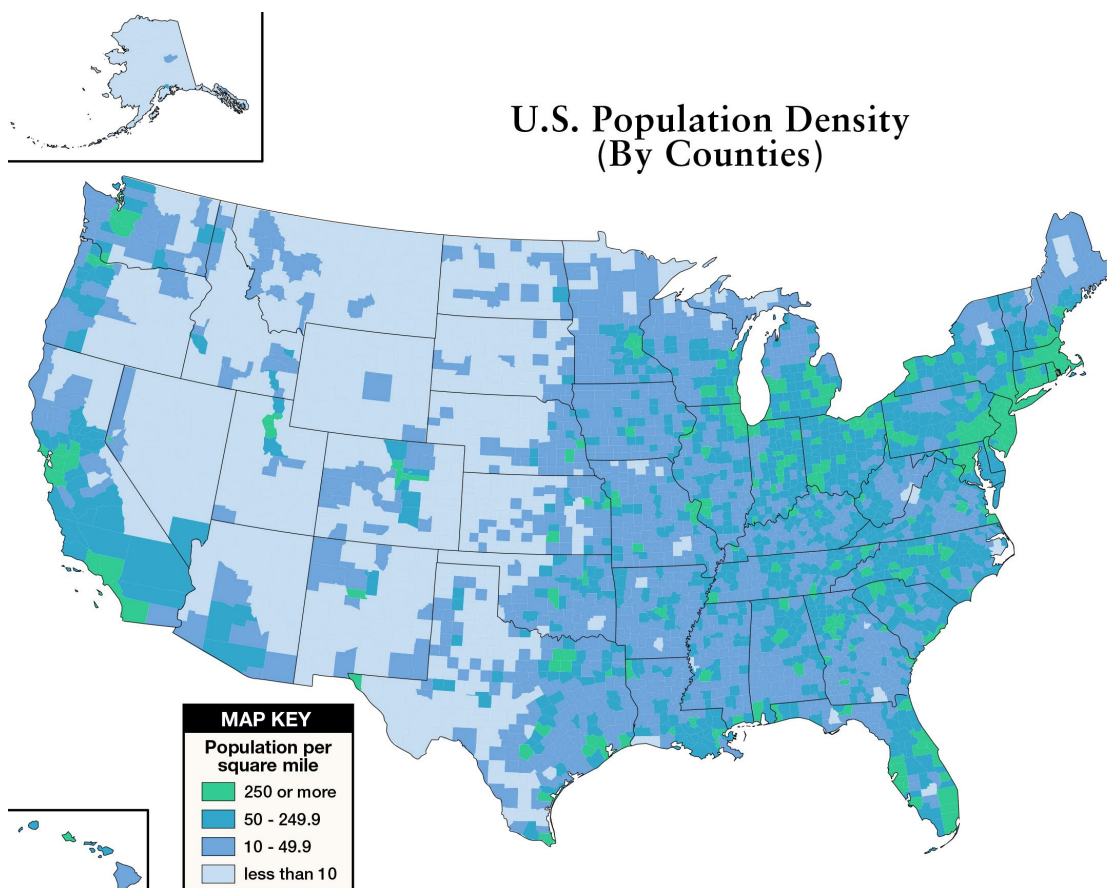 U.S. Population Density
(By Counties)
MAP KEY
Population per
square mile
250 or more
50 - 249.9
10 - 49.9
less than 10